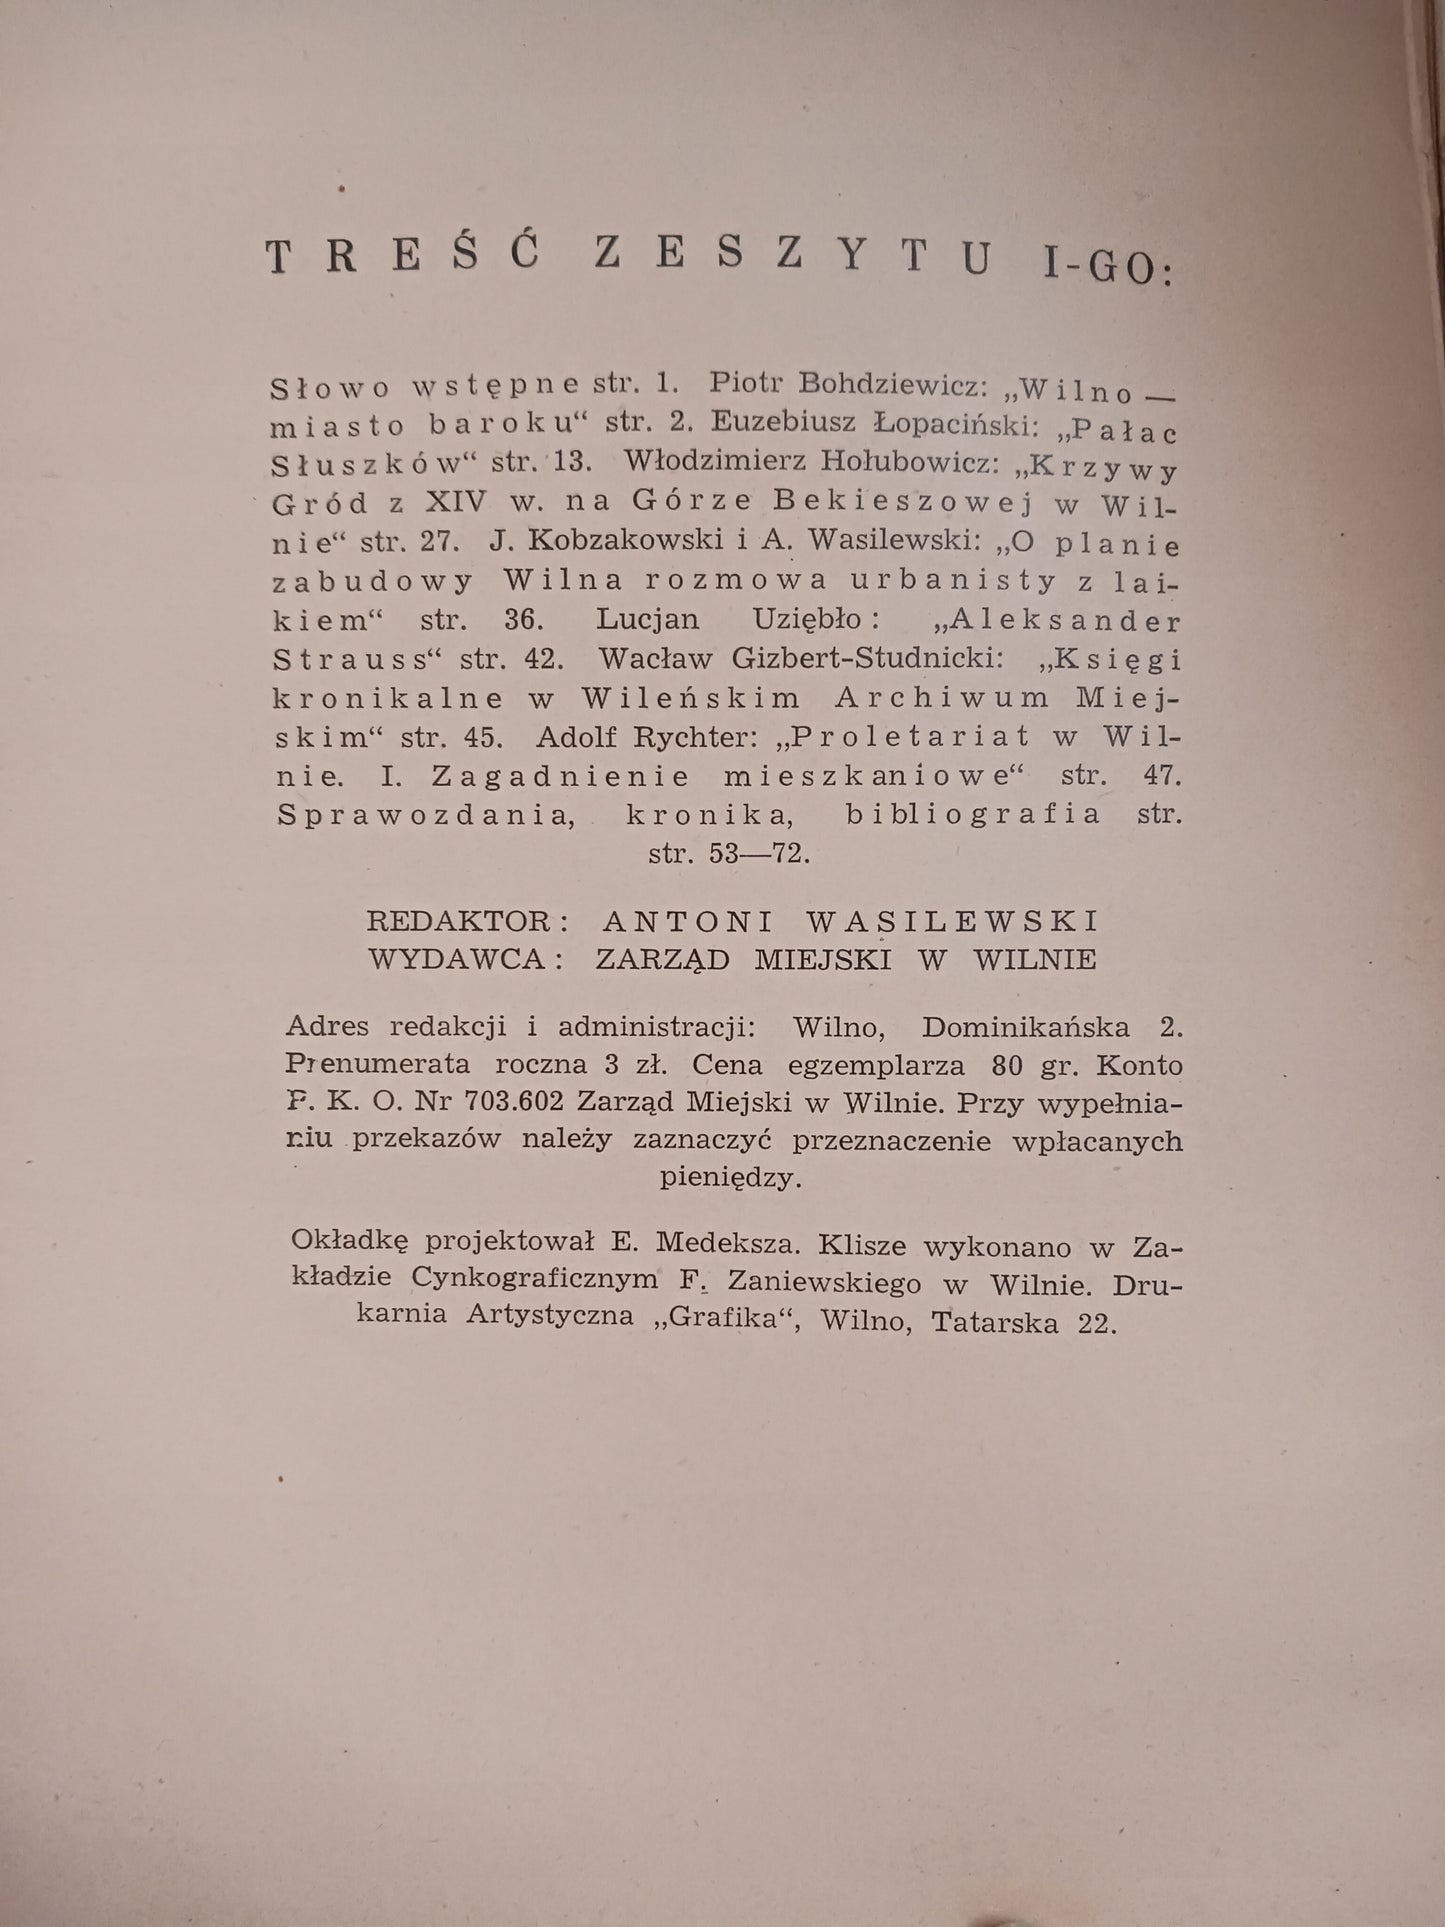 TREŚĆ ZESZYTU I-GO:
Słowo wstępne str. 1. Piotr Bohdziewicz: „Wilno —
miasto baroku“ str. 2. Euzebiusz Łopaciński: „Pałac
Słuszków“ str. 13. Włodzimierz Hołubowicz: „Krzywy
Gród z XIV w. na Górze Bekieszowej w Wil-
nie“ str. 27. J. Kobzakowski i A. Wasilewski: „O planie
zabudowy Wilna rozmowa urbanisty z lai-
kiem“ str. 36. Lucjan Uziębło: „Aleksander
Strauss“ str. 42. Wacław Gizbert-Studnicki: „Księgi
kronikalne w Wileńskim Archiwum Miej-
skim“ str. 45. Adolf Rychter: „Proletariat w Wil-
nie. I. Zagadnienie mieszkaniowe“ str. 47.
Sprawozdania, kronika, bibliografia str.
str. 53—72.
REDAKTOR: ANTONI WASILEWSKI
WYDAWCA: ZARZĄD MIEJSKI W WILNIE
Adres redakcji i administracji: Wilno, Dominikańska 2.
Prenumerata roczna 3 zł. Cena egzemplarza 80 gr. Konto
P. K. O. Nr 703.602 Zarząd Miejski w Wilnie. Przy wypełnia-
niu przekazów należy zaznaczyć przeznaczenie wpłacanych
pieniędzy.
Okładkę projektował E. Medeksza. Klisze wykonano w Za-
kładzie Cynkograficznym F. Zaniewskiego w Wilnie. Dru-
karnia Artystyczna „Grafika“, Wilno, Tatarska 22.